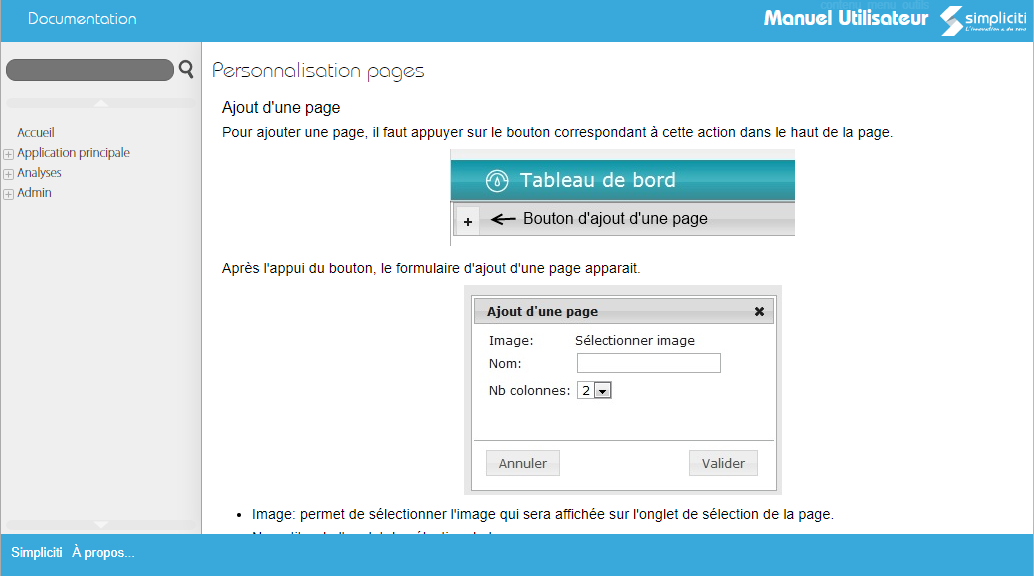 Documentation
contenu menu outils
Manuel Utilisateur
simpliciti
Personnalisation pages
Ajout d'une page
Pour ajouter une page, il faut appuyer sur le bouton correspondant à cette action dans le haut de la page.
Accueil
Application principale
Analyses
Admin
Tableau de bord
+
Bouton d'ajout d'une page
Après l'appui du bouton, le formulaire d'ajout d'une page apparait.
Ajout d'une page
Image: Sélectionner image
Nom:
Nb colonnes: 2
Annuler Valider
• Image: permet de sélectionner l'image qui sera affichée sur l'onglet de sélection de la page.
Simpliciti À propos...